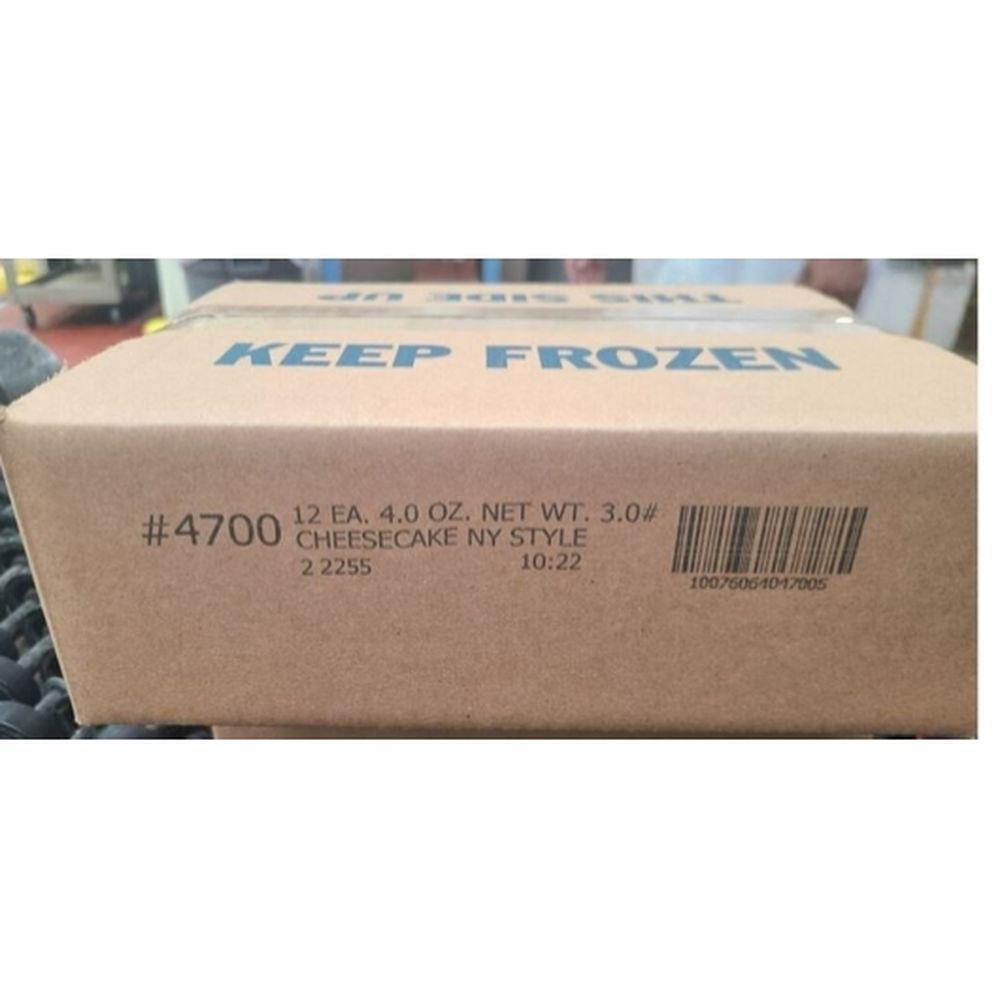 THIS SIDE UP
KEEP FROZEN
#4700
12 EA. 4.0 OZ. NET WT. 3.0#
CHEESECAKE NY STYLE
2 2255 10:22
10076064047005